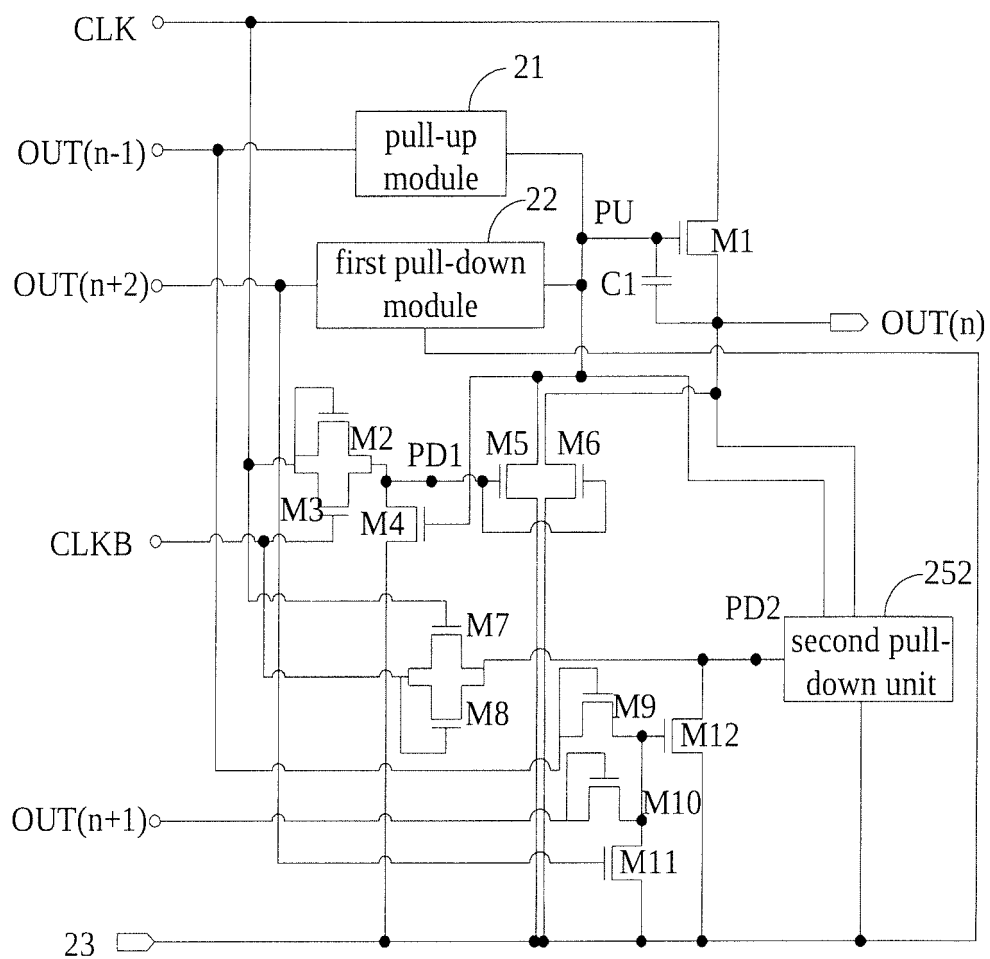 CLK
21
OUT(n-1)
pull-up
module
22
PU
M1
OUT(n+2)
first pull-down
module
C1
OUT(n)
M2
PD1
M5
M6
M3
M4
CLKB
252
PD2
M7
second pull-
down unit
M8
M9
M12
M10
OUT(n+1)
M11
23